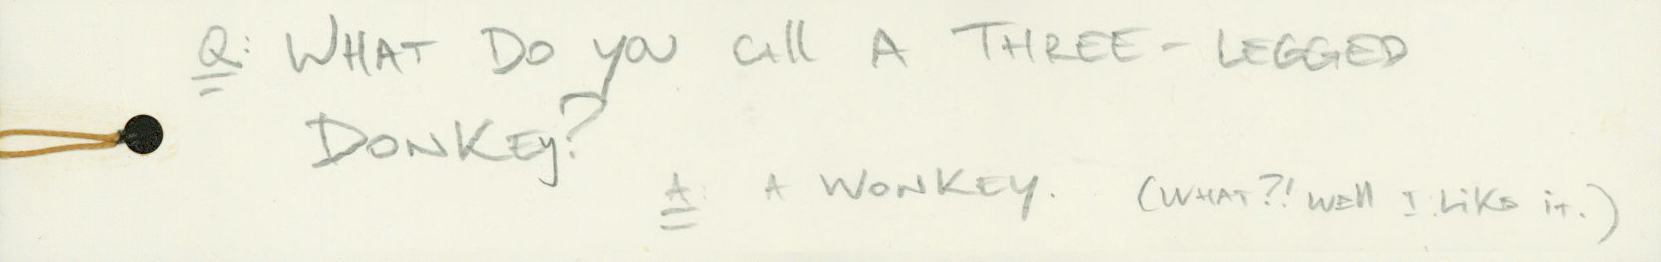 Q: WHAT DO YOU CAll A THREE-LEGGED
DONKEY?
A: A WONKEY. (WHAT?! WEll I LIKE iT.)